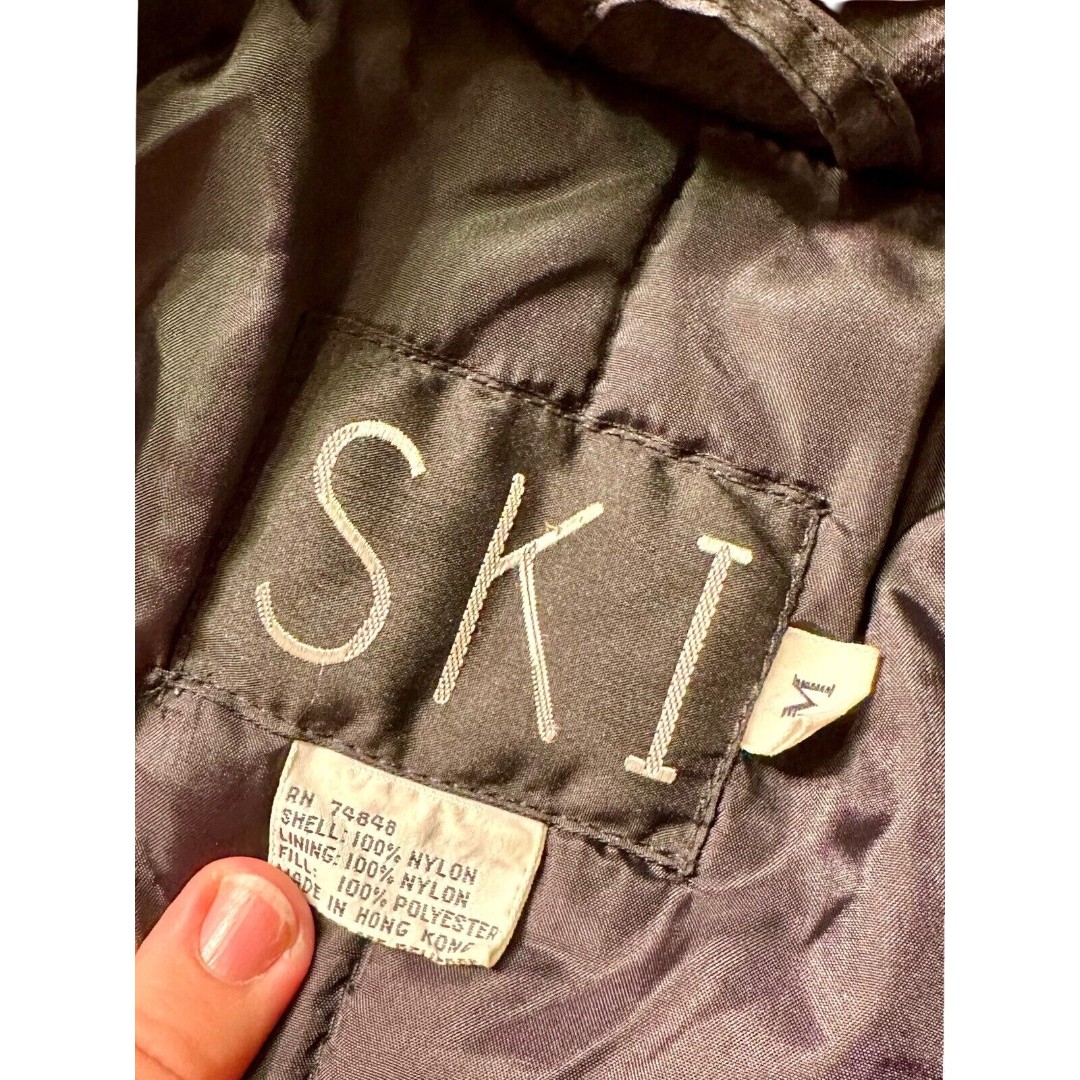 SKI
M
RN 74848
SHELL: 100% NYLON
LINING: 100% NYLON
FILL: 100% POLYESTER
MADE IN HONG KONG